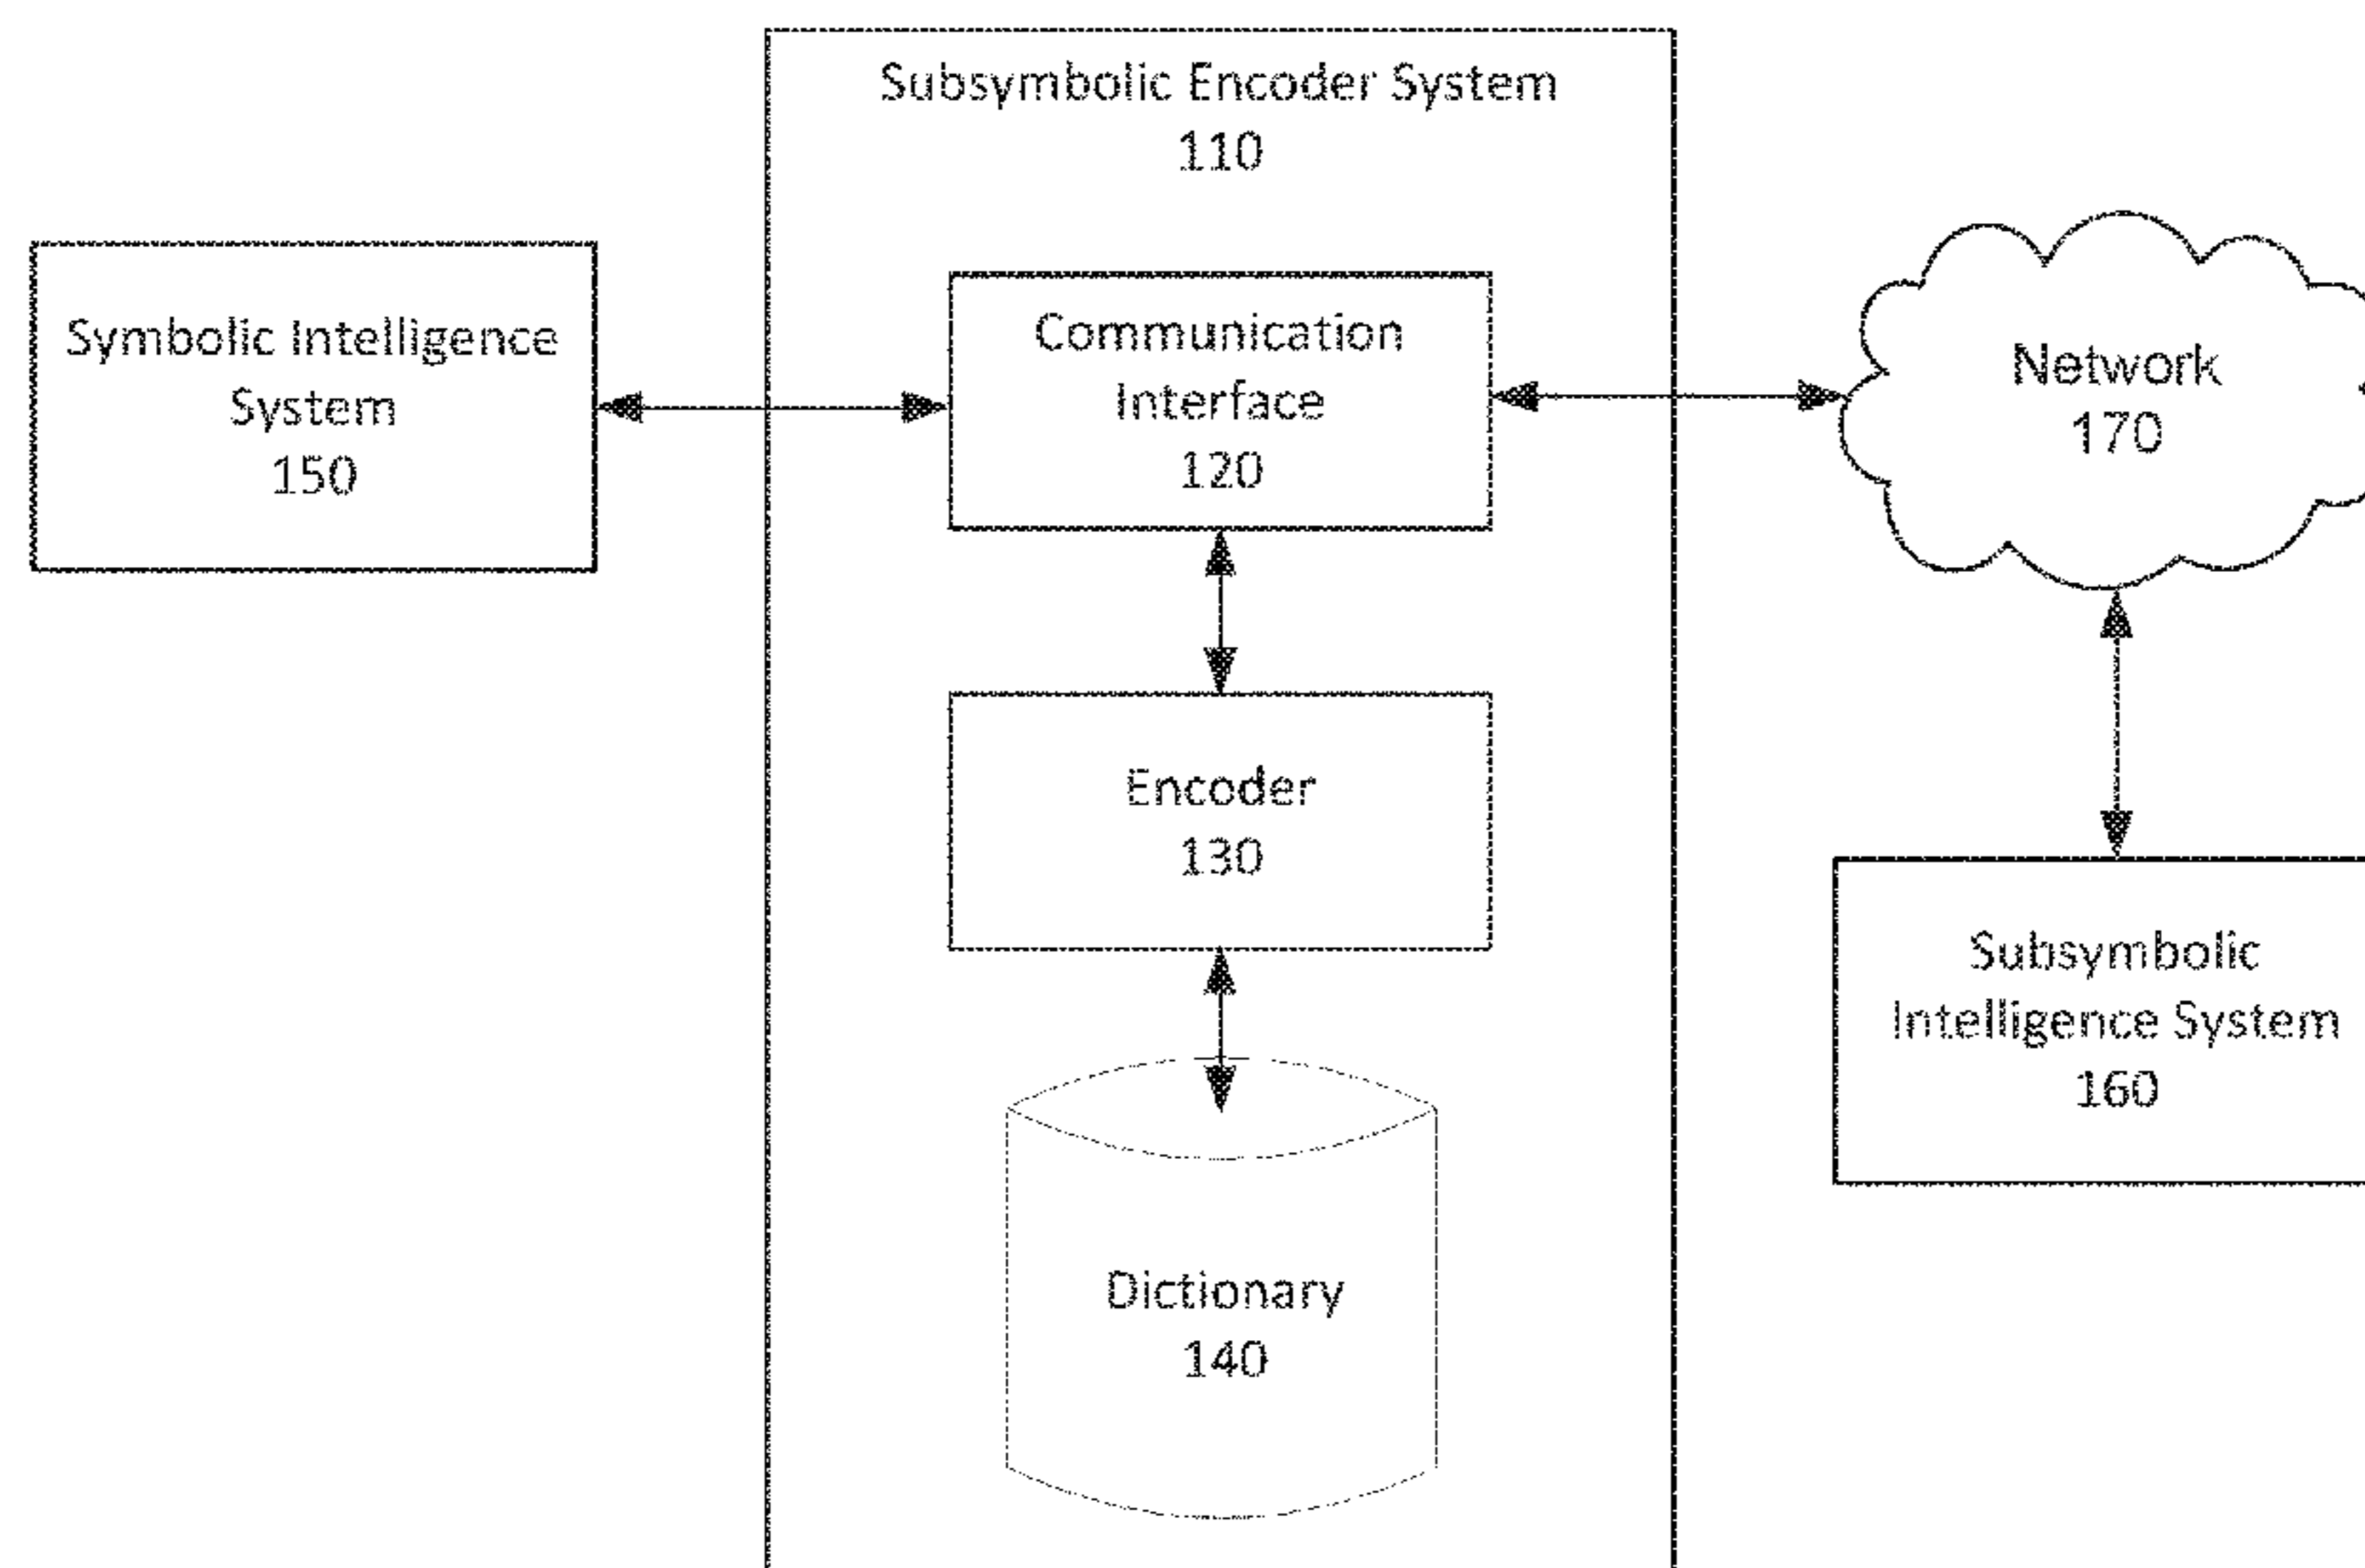 Subsymbolic Encoder System
110
Symbolic Intelligence
System
150
Communication
Interface
120
Network
170
Encoder
130
Subsymbolic
Intelligence System
160
Dictionary
140